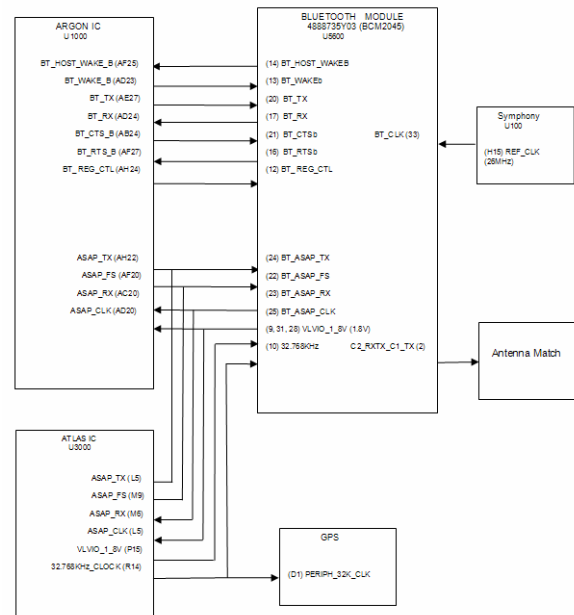 ARGON IC
U1000
BT_HOST_WAKE_B (AF25)
BT_WAKE_B (AD23)
BT_TX (AE27)
BT_RX (AD24)
BT_CTS_B (AB24)
BT_RTS_B (AF27)
BT_REG_CTL (AH24)
ASAP_TX (AH22)
ASAP_FS (AF20)
ASAP_RX (AC20)
ASAP_CLK (AD20)
BLUETOOTH MODULE
4888735Y03 (BCM2045)
U5600
(14) BT_HOST_WAKEB
(13) BT_WAKEb
(20) BT_TX
(17) BT_RX
(21) BT_CTSb
BT_CLK (33)
(16) BT_RTSb
(12) BT_REG_CTL
(24) BT_ASAP_TX
(22) BT_ASAP_FS
(23) BT_ASAP_RX
(25) BT_ASAP_CLK
(9, 31, 28) VLVIO_1_8V (1.8V)
(10) 32.768KHz
C2_RXTX_C1_TX (2)
Symphony
U100
(H15) REF_CLK
(26MHz)
Antenna Match
ATLAS IC
U3000
ASAP_TX (L5)
ASAP_FS (M9)
ASAP_RX (M6)
ASAP_CLK (L5)
VLVIO_1_8V (P15)
32.768kHz_CLOCK (R14)
GPS
(D1) PERIPH_32K_CLK